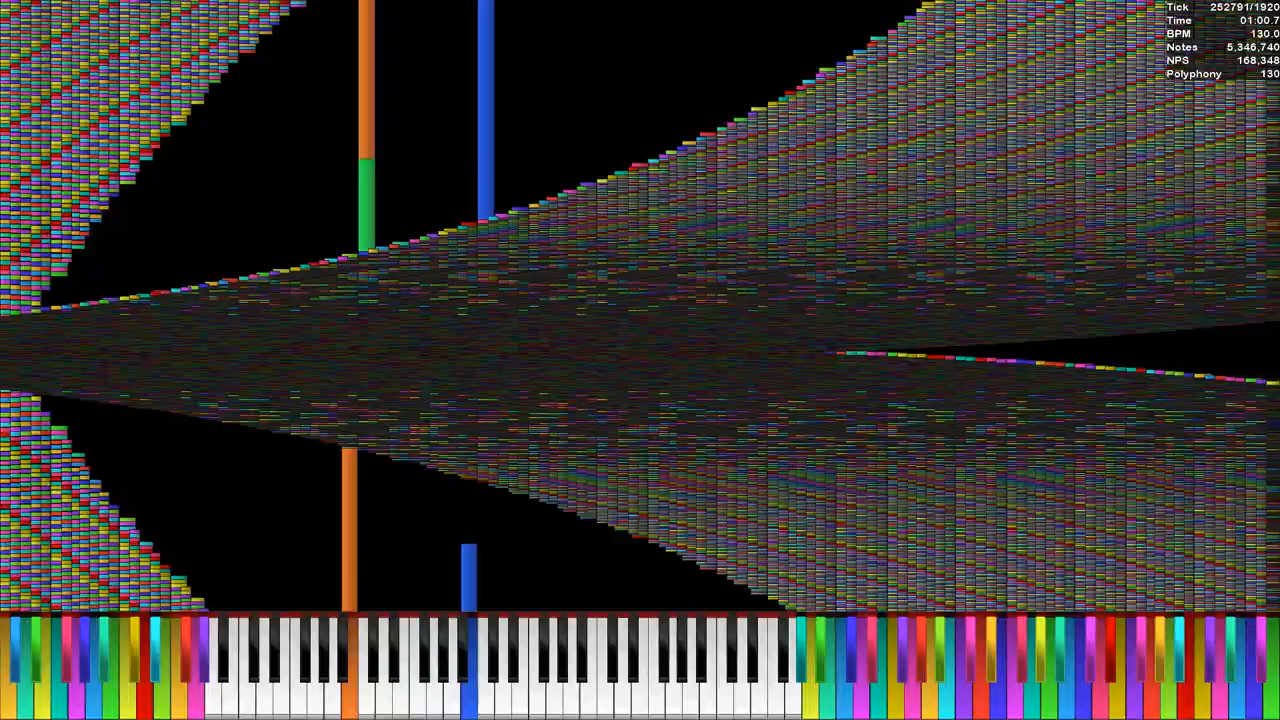 Tick 252791/1920
Time 01:00.7
BPM 130.0
Notes 5,346,740
NPS 168,348
Polyphony 130